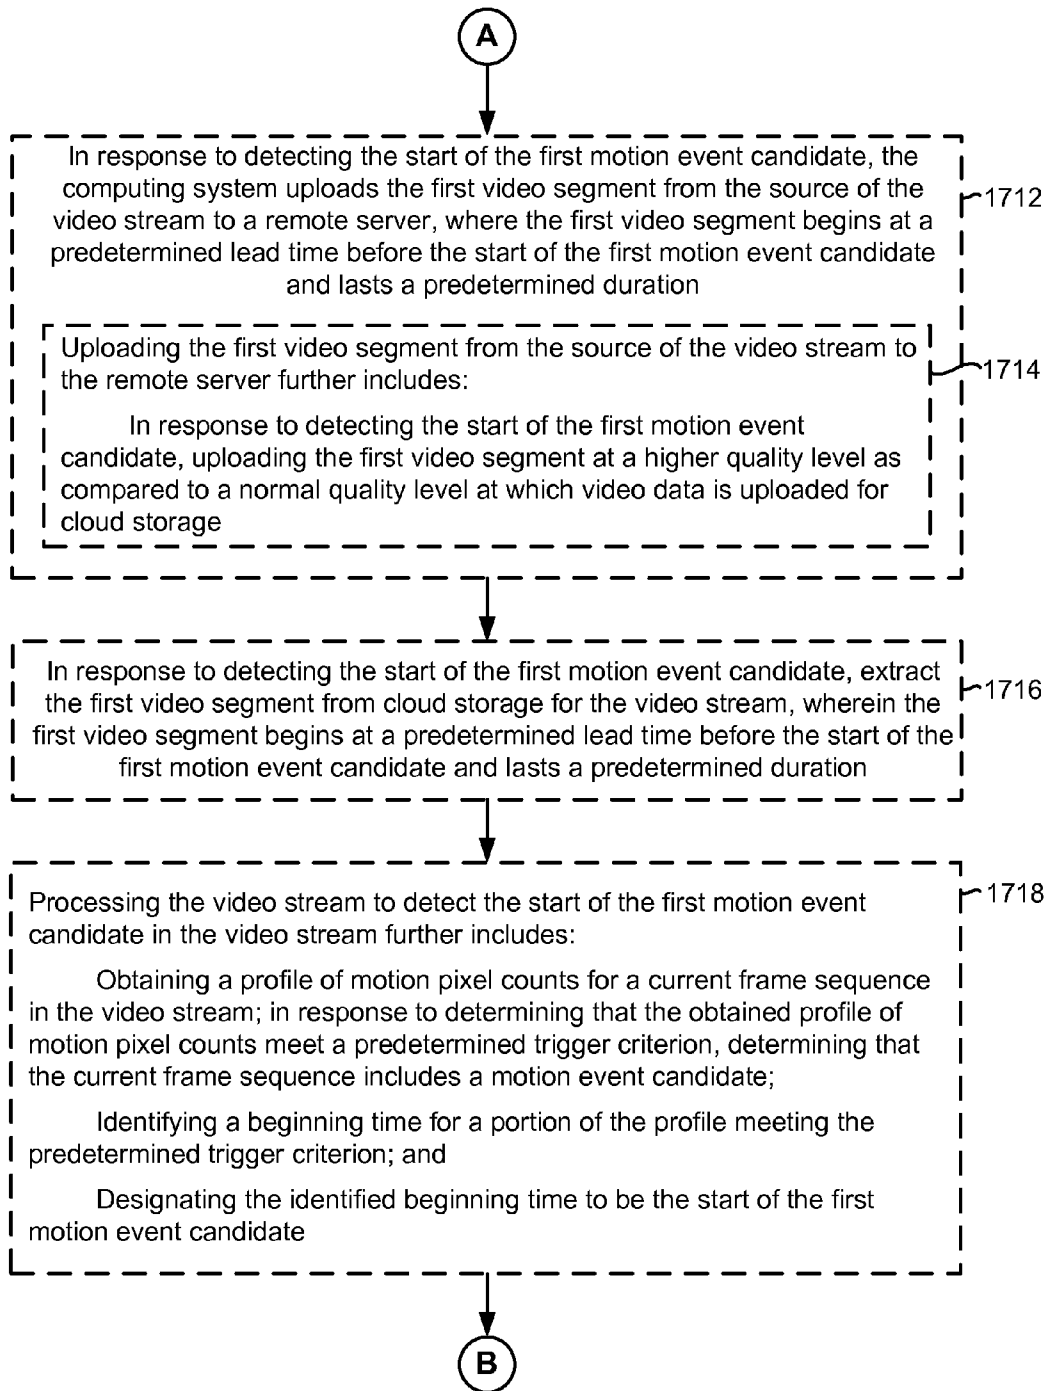 A
In response to detecting the start of the first motion event candidate, the
computing system uploads the first video segment from the source of the
video stream to a remote server, where the first video segment begins at a
predetermined lead time before the start of the first motion event candidate
and lasts a predetermined duration
1712
Uploading the first video segment from the source of the video stream to
the remote server further includes:
1714
In response to detecting the start of the first motion event
candidate, uploading the first video segment at a higher quality level as
compared to a normal quality level at which video data is uploaded for
cloud storage
In response to detecting the start of the first motion event candidate, extract
the first video segment from cloud storage for the video stream, wherein the
first video segment begins at a predetermined lead time before the start of the
first motion event candidate and lasts a predetermined duration
1716
Processing the video stream to detect the start of the first motion event
candidate in the video stream further includes:
1718
Obtaining a profile of motion pixel counts for a current frame sequence
in the video stream; in response to determining that the obtained profile of
motion pixel counts meet a predetermined trigger criterion, determining that
the current frame sequence includes a motion event candidate;
Identifying a beginning time for a portion of the profile meeting the
predetermined trigger criterion; and
Designating the identified beginning time to be the start of the first
motion event candidate
B